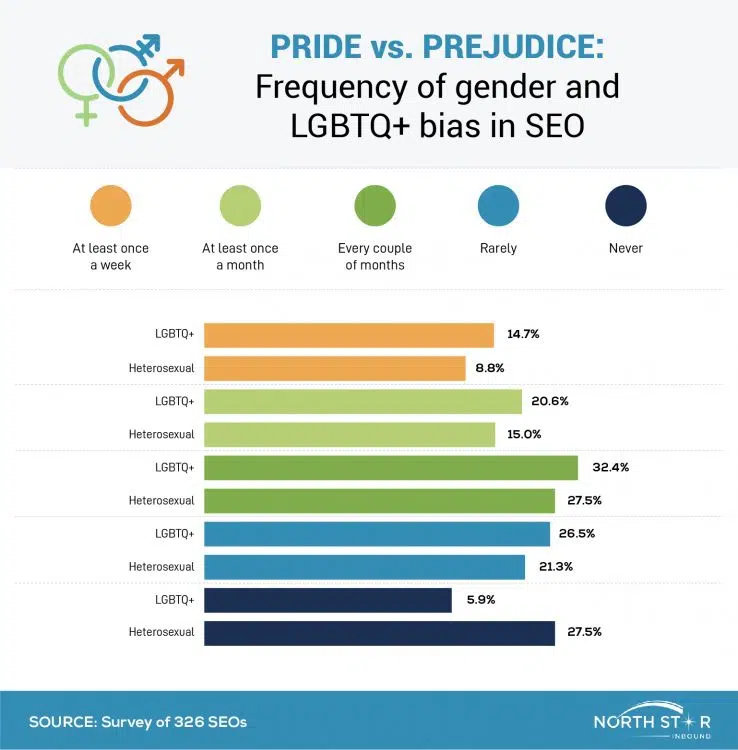 PRIDE vs. PREJUDICE:
Frequency of gender and
LGBTQ+ bias in SEO
At least once
a week
At least once
a month
Every couple
of months
Rarely
Never
LGBTQ+ 14.7%
Heterosexual 8.8%
LGBTQ+ 20.6%
Heterosexual 15.0%
LGBTQ+ 32.4%
Heterosexual 27.5%
LGBTQ+ 26.5%
Heterosexual 21.3%
LGBTQ+ 5.9%
Heterosexual 27.5%
SOURCE: Survey of 326 SEOs
NORTH STAR
INBOUND